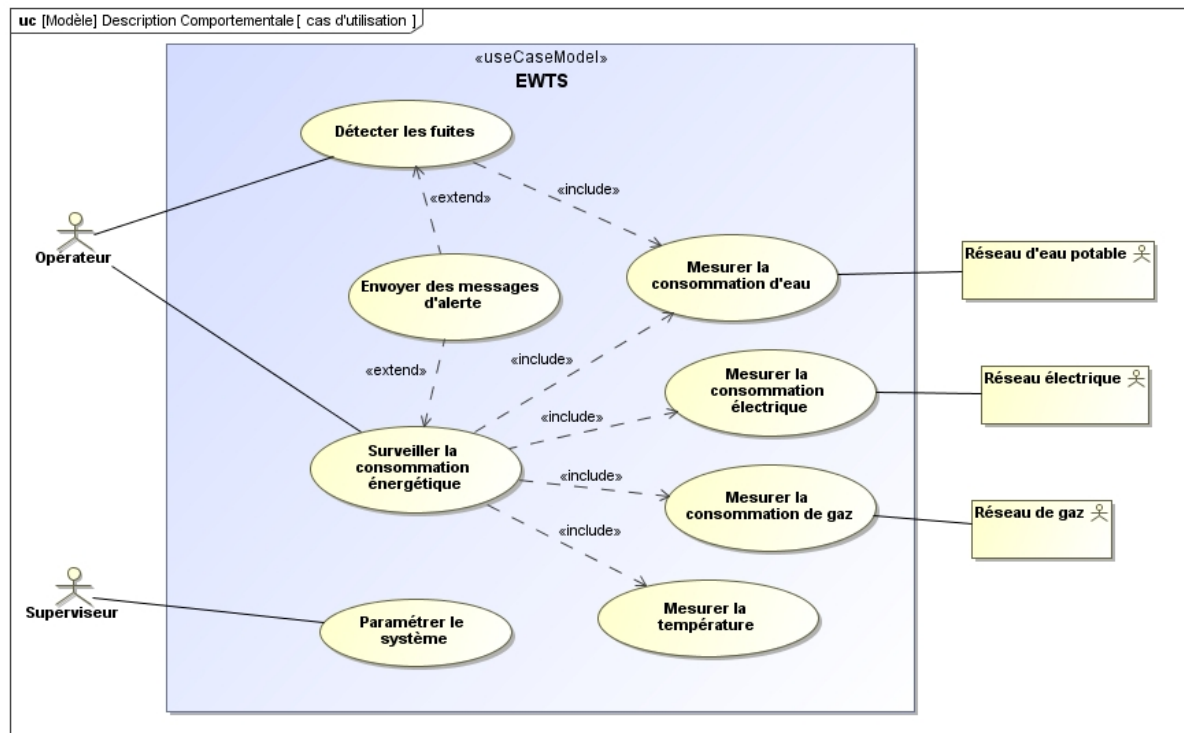 uc [Modèle] Description Comportementale [ cas d'utilisation ]
«useCaseModel»
EWTS
Détecter les fuites
«include»
«extend»
Opérateur
Mesurer la
consommation d'eau
Réseau d'eau potable
Envoyer des messages
d'alerte
«include»
«extend»
Mesurer la
consommation
électrique
Réseau électrique
«include»
Surveiller la
consommation
énergétique
«include»
Mesurer la
consommation de gaz
Réseau de gaz
«include»
Superviseur
Paramétrer le
système
Mesurer la
température